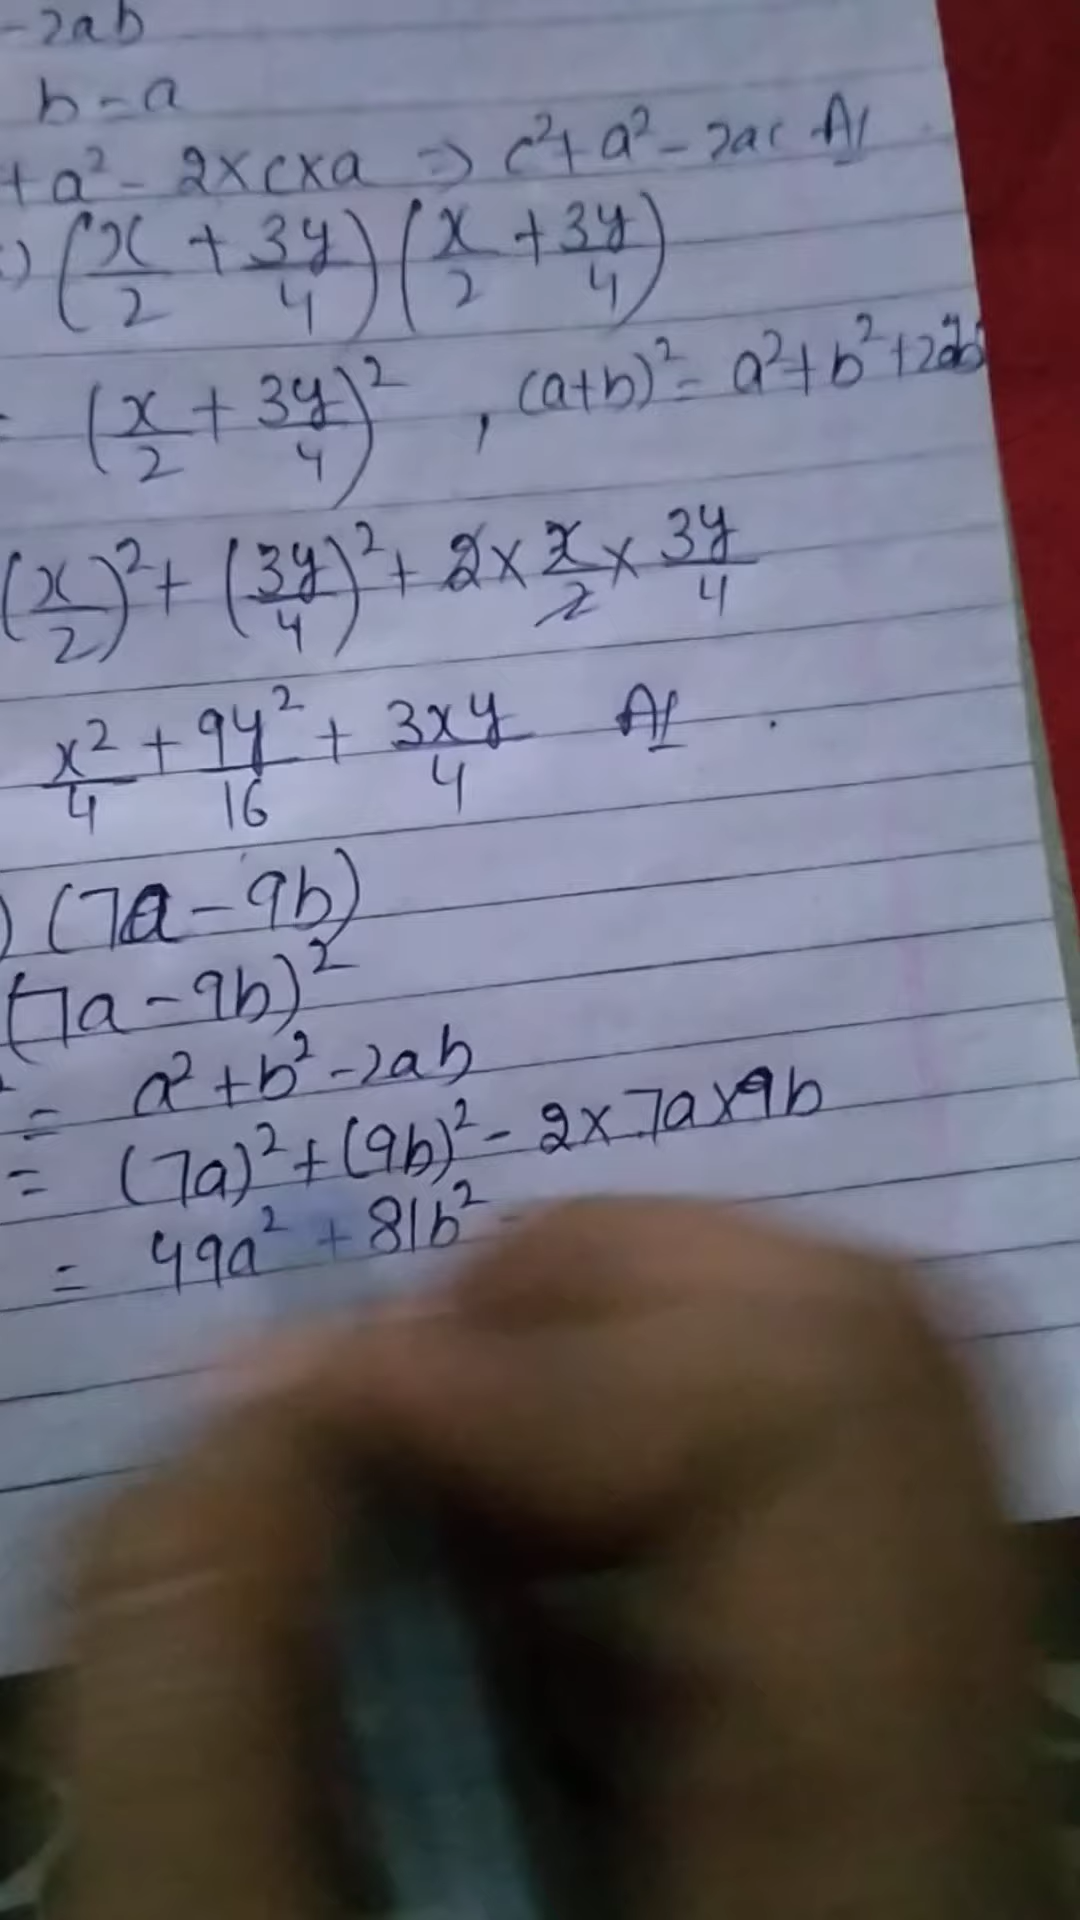 -2ab
b=a
+a² - 2×c×a ⇒ c²+a²-2ac A/
:) (x/2 + 3y/4)(x/2 + 3y/4)
= (x/2 + 3y/4)² , (a+b)² = a²+b²+2ab
(x/2)² + (3y/4)² + 2 × x/2 × 3y/4
x²/4 + 9y²/16 + 3xy/4 A/
) (7a-9b)
(7a-9b)²
= a²+b²-2ab
= (7a)²+(9b)²-2×7a×9b
= 49a² + 81b² -